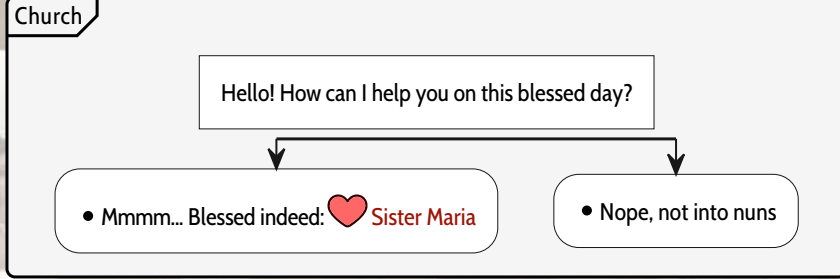 Church
Hello! How can I help you on this blessed day?
• Mmmm... Blessed indeed: Sister Maria
• Nope, not into nuns